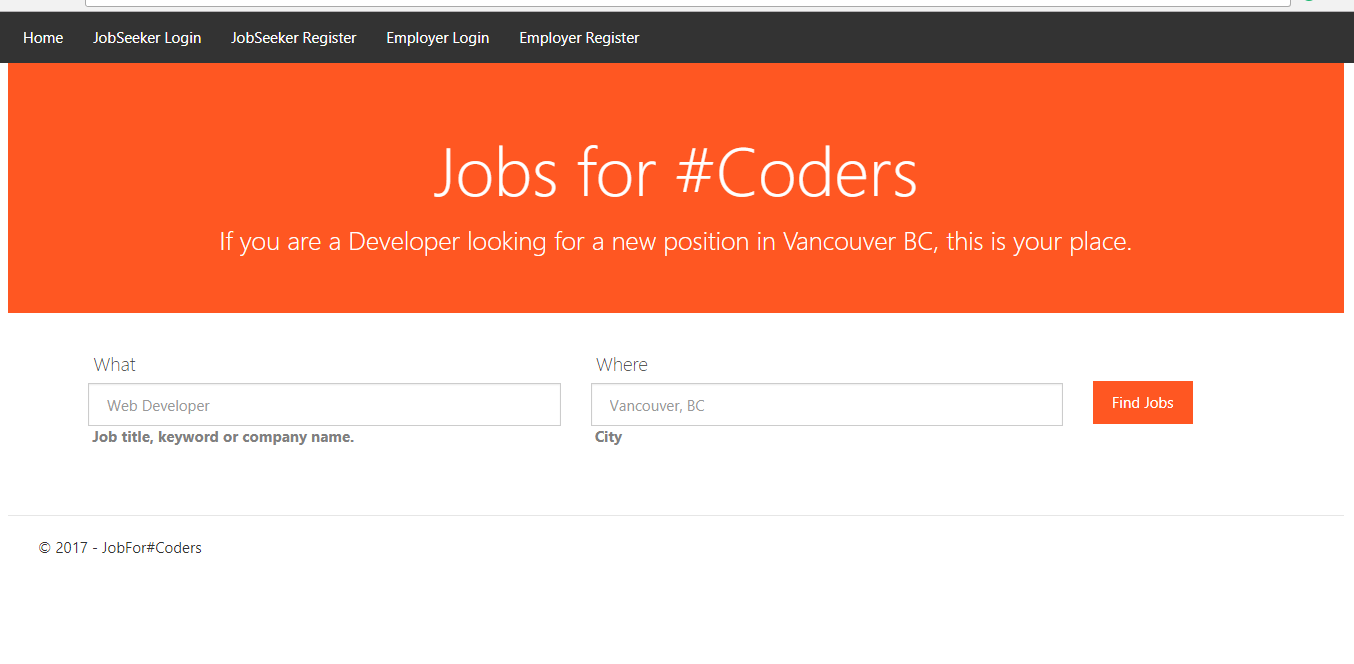 Home JobSeeker Login JobSeeker Register Employer Login Employer Register
Jobs for #Coders
If you are a Developer looking for a new position in Vancouver BC, this is your place.
What Where
Web Developer Vancouver, BC Find Jobs
Job title, keyword or company name. City
© 2017 - JobFor#Coders